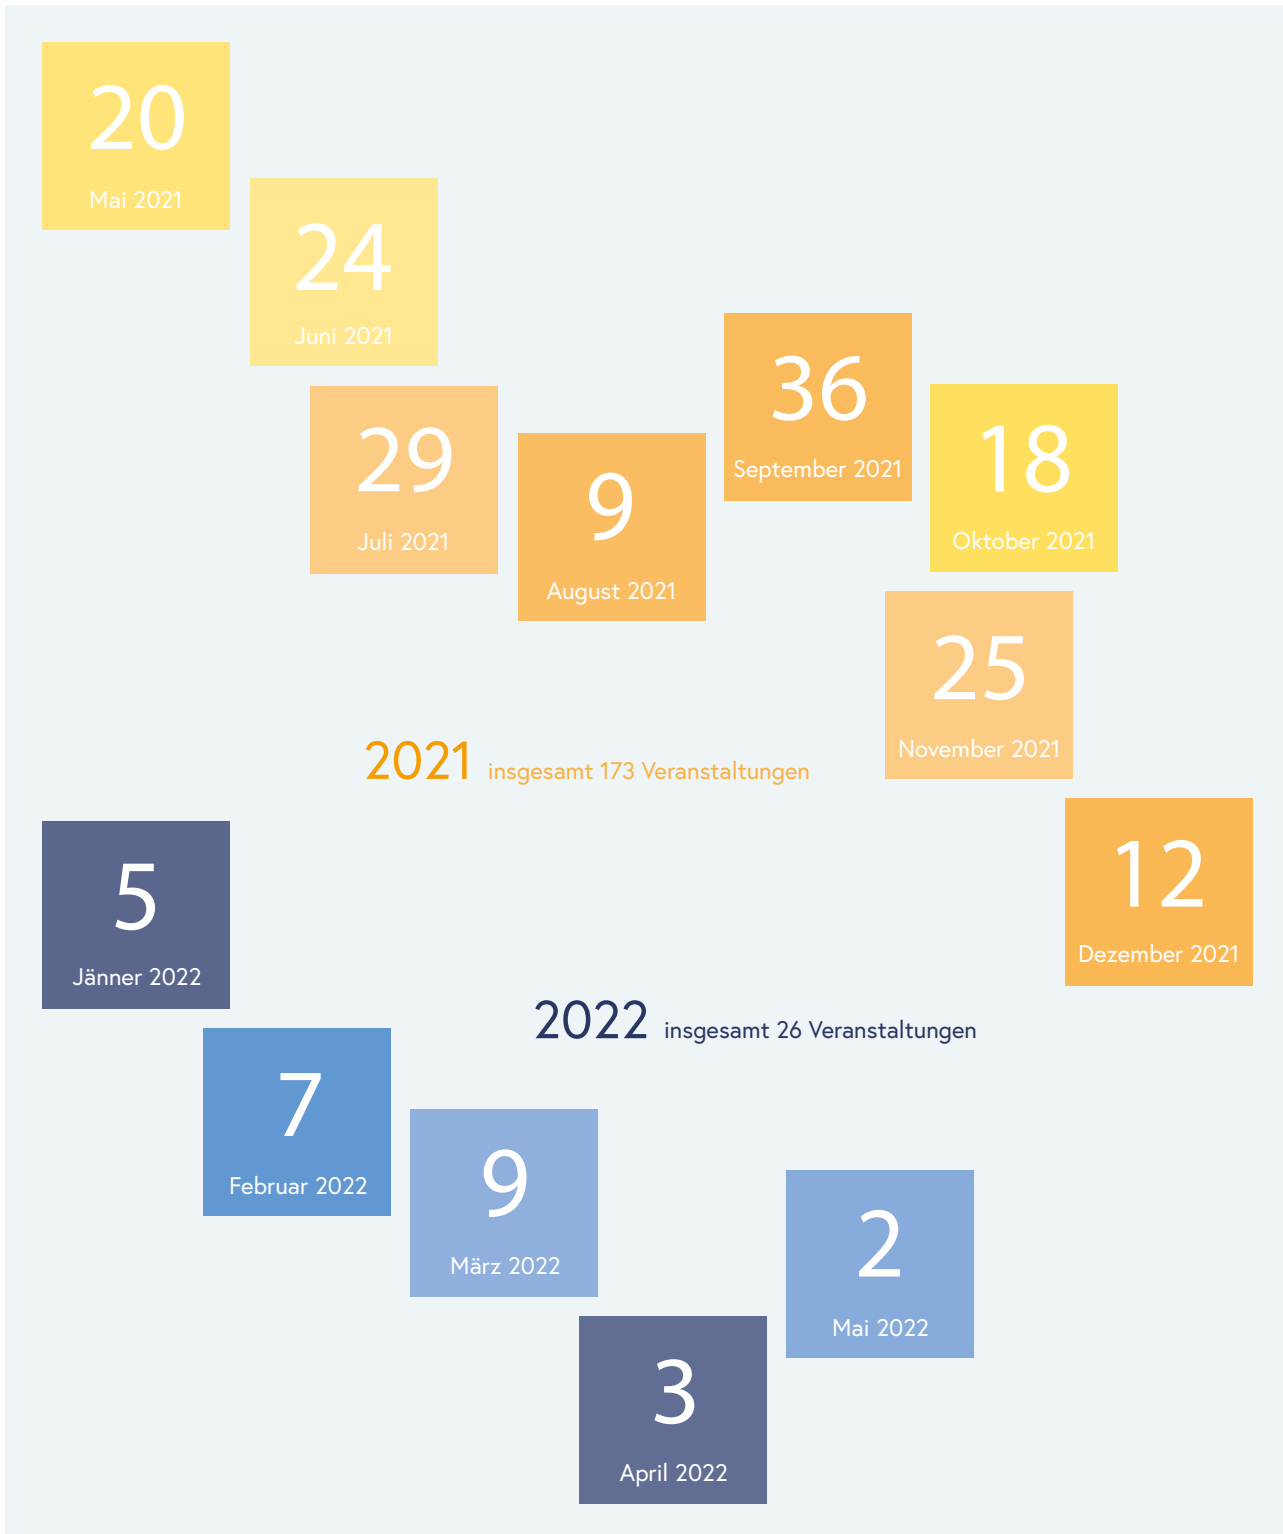 20
Mai 2021
24
Juni 2021
29
Juli 2021
9
August 2021
36
September 2021
18
Oktober 2021
25
November 2021
12
Dezember 2021
2021 insgesamt 173 Veranstaltungen
5
Jänner 2022
7
Februar 2022
9
März 2022
3
April 2022
2
Mai 2022
2022 insgesamt 26 Veranstaltungen